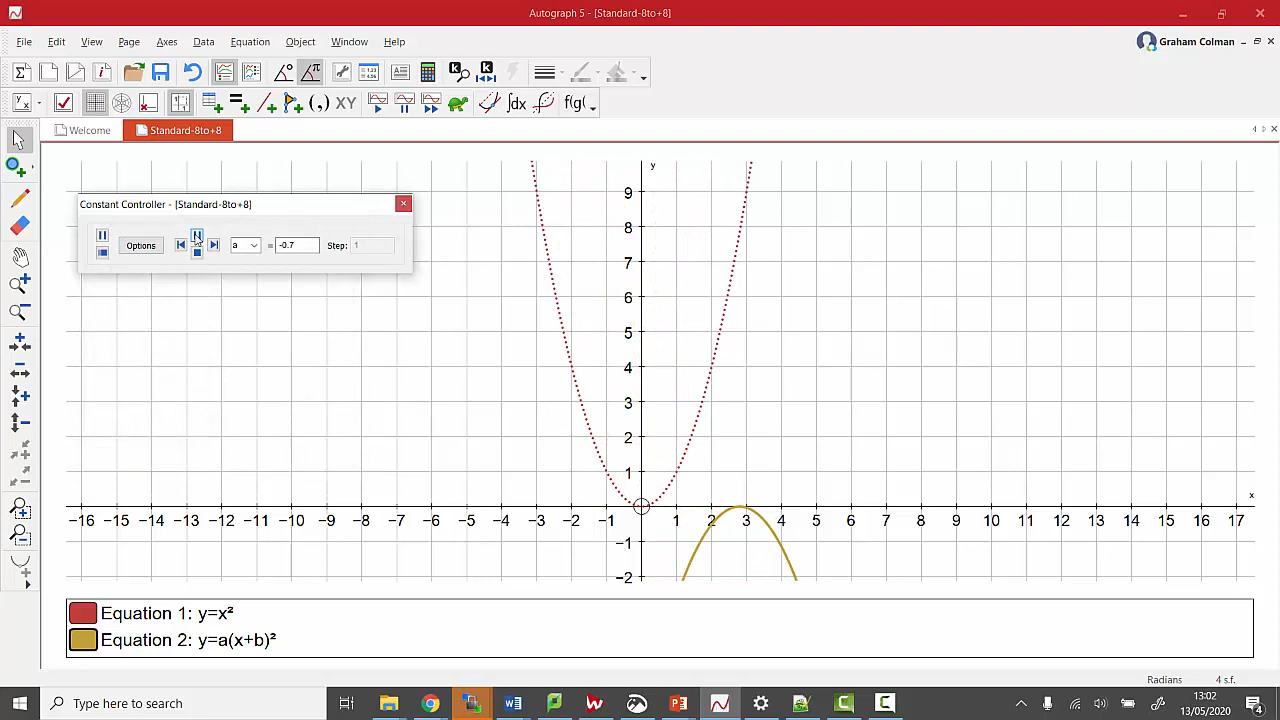 Autograph 5 - [Standard-8to+8]
File Edit View Page Axes Data Equation Object Window Help
Graham Colman
XY ∫dx f(g(
Welcome Standard-8to+8
Constant Controller - [Standard-8to+8]
Options a = -0.7 Step: 1
y
9
8
7
6
5
4
3
2
1
x
−16 −15 −14 −13 −12 −11 −10 −9 −8 −7 −6 −5 −4 −3 −2 −1 1 2 3 4 5 6 7 8 9 10 11 12 13 14 15 16 17
−1
−2
Equation 1: y=x²
Equation 2: y=a(x+b)²
Radians 4 s.f.
Type here to search
13:02
13/05/2020
4